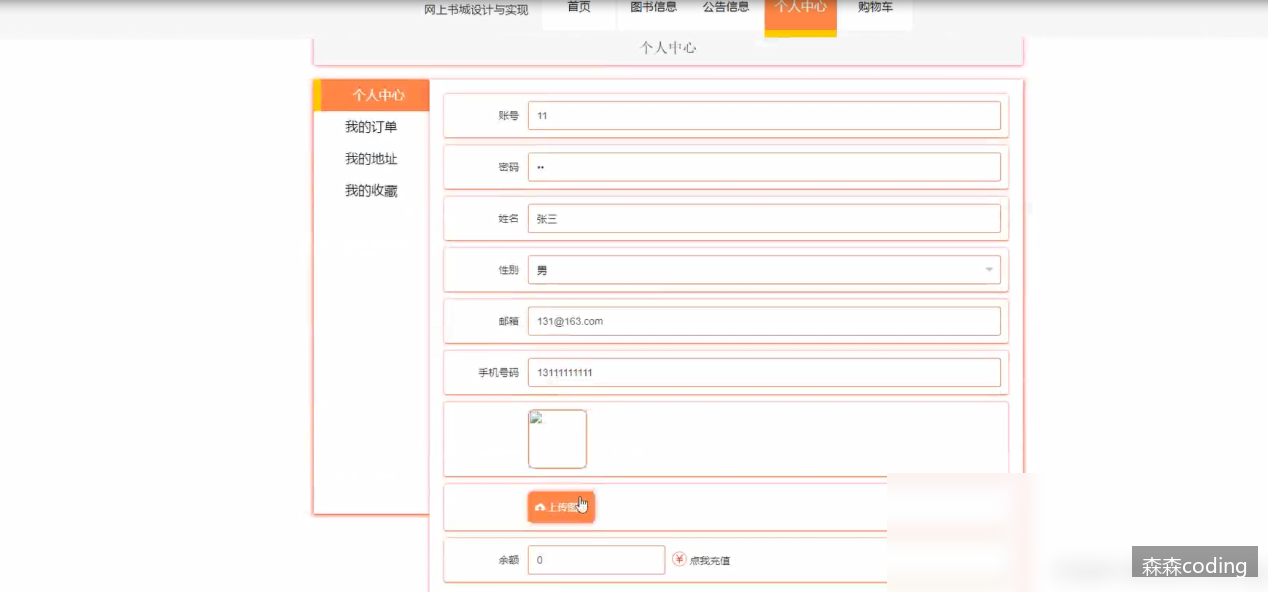 网上书城设计与实现 首页 图书信息 公告信息 个人中心 购物车
个人中心
个人中心
我的订单
我的地址
我的收藏
账号 11
密码 ••
姓名 张三
性别 男
邮箱 131@163.com
手机号码 13111111111
上传图
余额 0 点我充值
森森coding